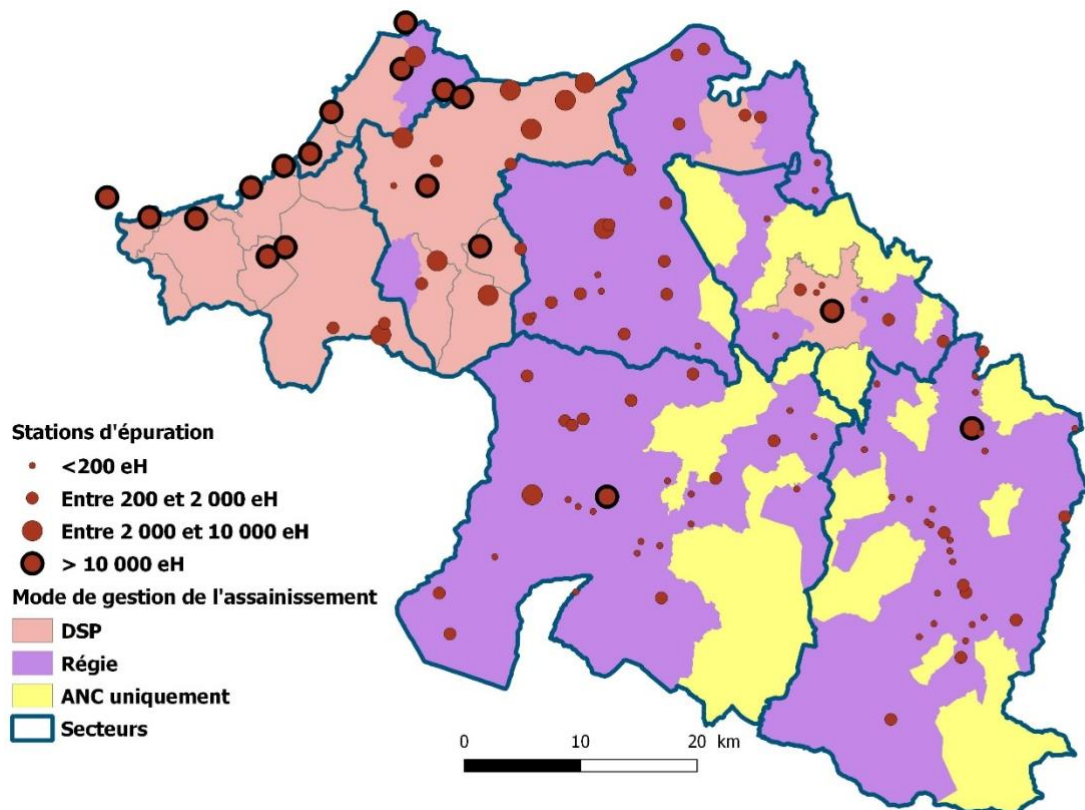 Stations d'épuration
<200 eH
Entre 200 et 2 000 eH
Entre 2 000 et 10 000 eH
> 10 000 eH
Mode de gestion de l'assainissement
DSP
Régie
ANC uniquement
Secteurs
0 10 20 km